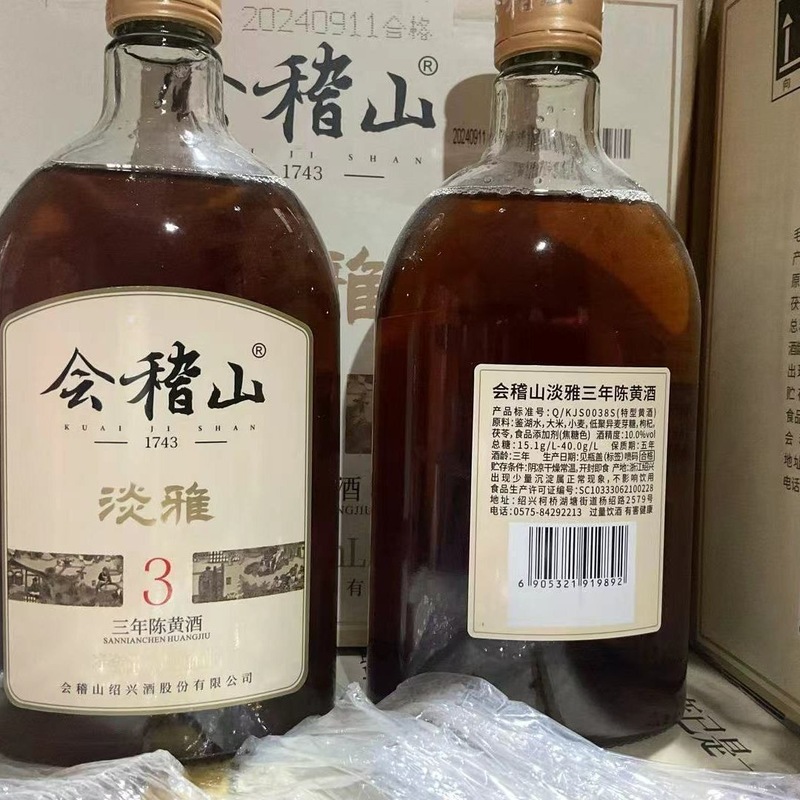 20240911合格
会稽山®
JI SHAN
1743
20240911
雅
酒
有
向
会稽山®
KUAI JI SHAN
1743
淡雅
3
三年陈黄酒
SANNIANCHEN HUANGJIU
会稽山绍兴酒股份有限公司
会稽山淡雅三年陈黄酒
产品标准号:Q/KJS0038S(特型黄酒)
原料:鉴湖水,大米,小麦,低聚异麦芽糖,枸杞,
茯苓,食品添加剂(焦糖色) 酒精度:10.0%vol
总糖:15.1g/L-40.0g/L 保质期:五年
酒龄:三年 生产日期:见瓶盖(标签)喷码 合格
贮存条件:阴凉干燥常温,开封即食 产地:浙江绍兴
出现少量沉淀属正常现象,不影响饮用
食品生产许可证编号:SC10333062100228
地址:绍兴柯桥湖塘街道杨绍路2579号
电话:0575-84292213 过量饮酒 有害健康
6 905321 919892